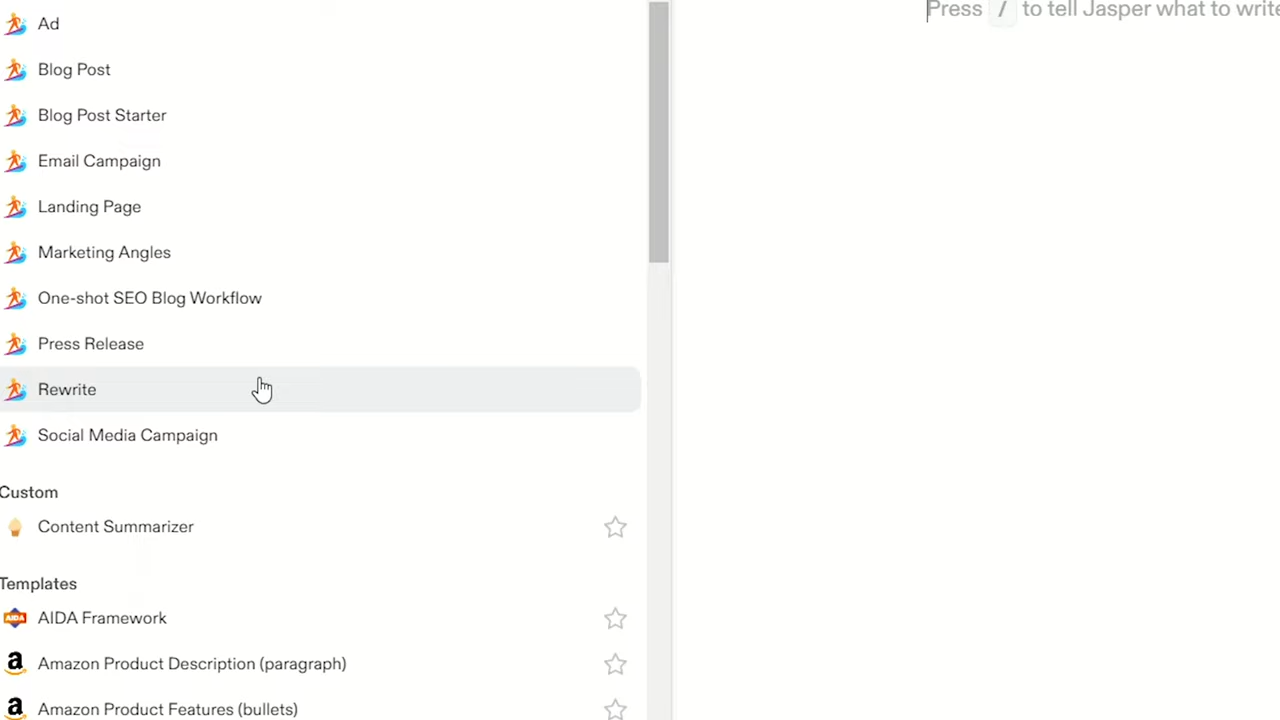 Ad
Blog Post
Blog Post Starter
Email Campaign
Landing Page
Marketing Angles
One-shot SEO Blog Workflow
Press Release
Rewrite
Social Media Campaign
Custom
Content Summarizer
Templates
AIDA AIDA Framework
a Amazon Product Description (paragraph)
a Amazon Product Features (bullets)
Press / to tell Jasper what to write